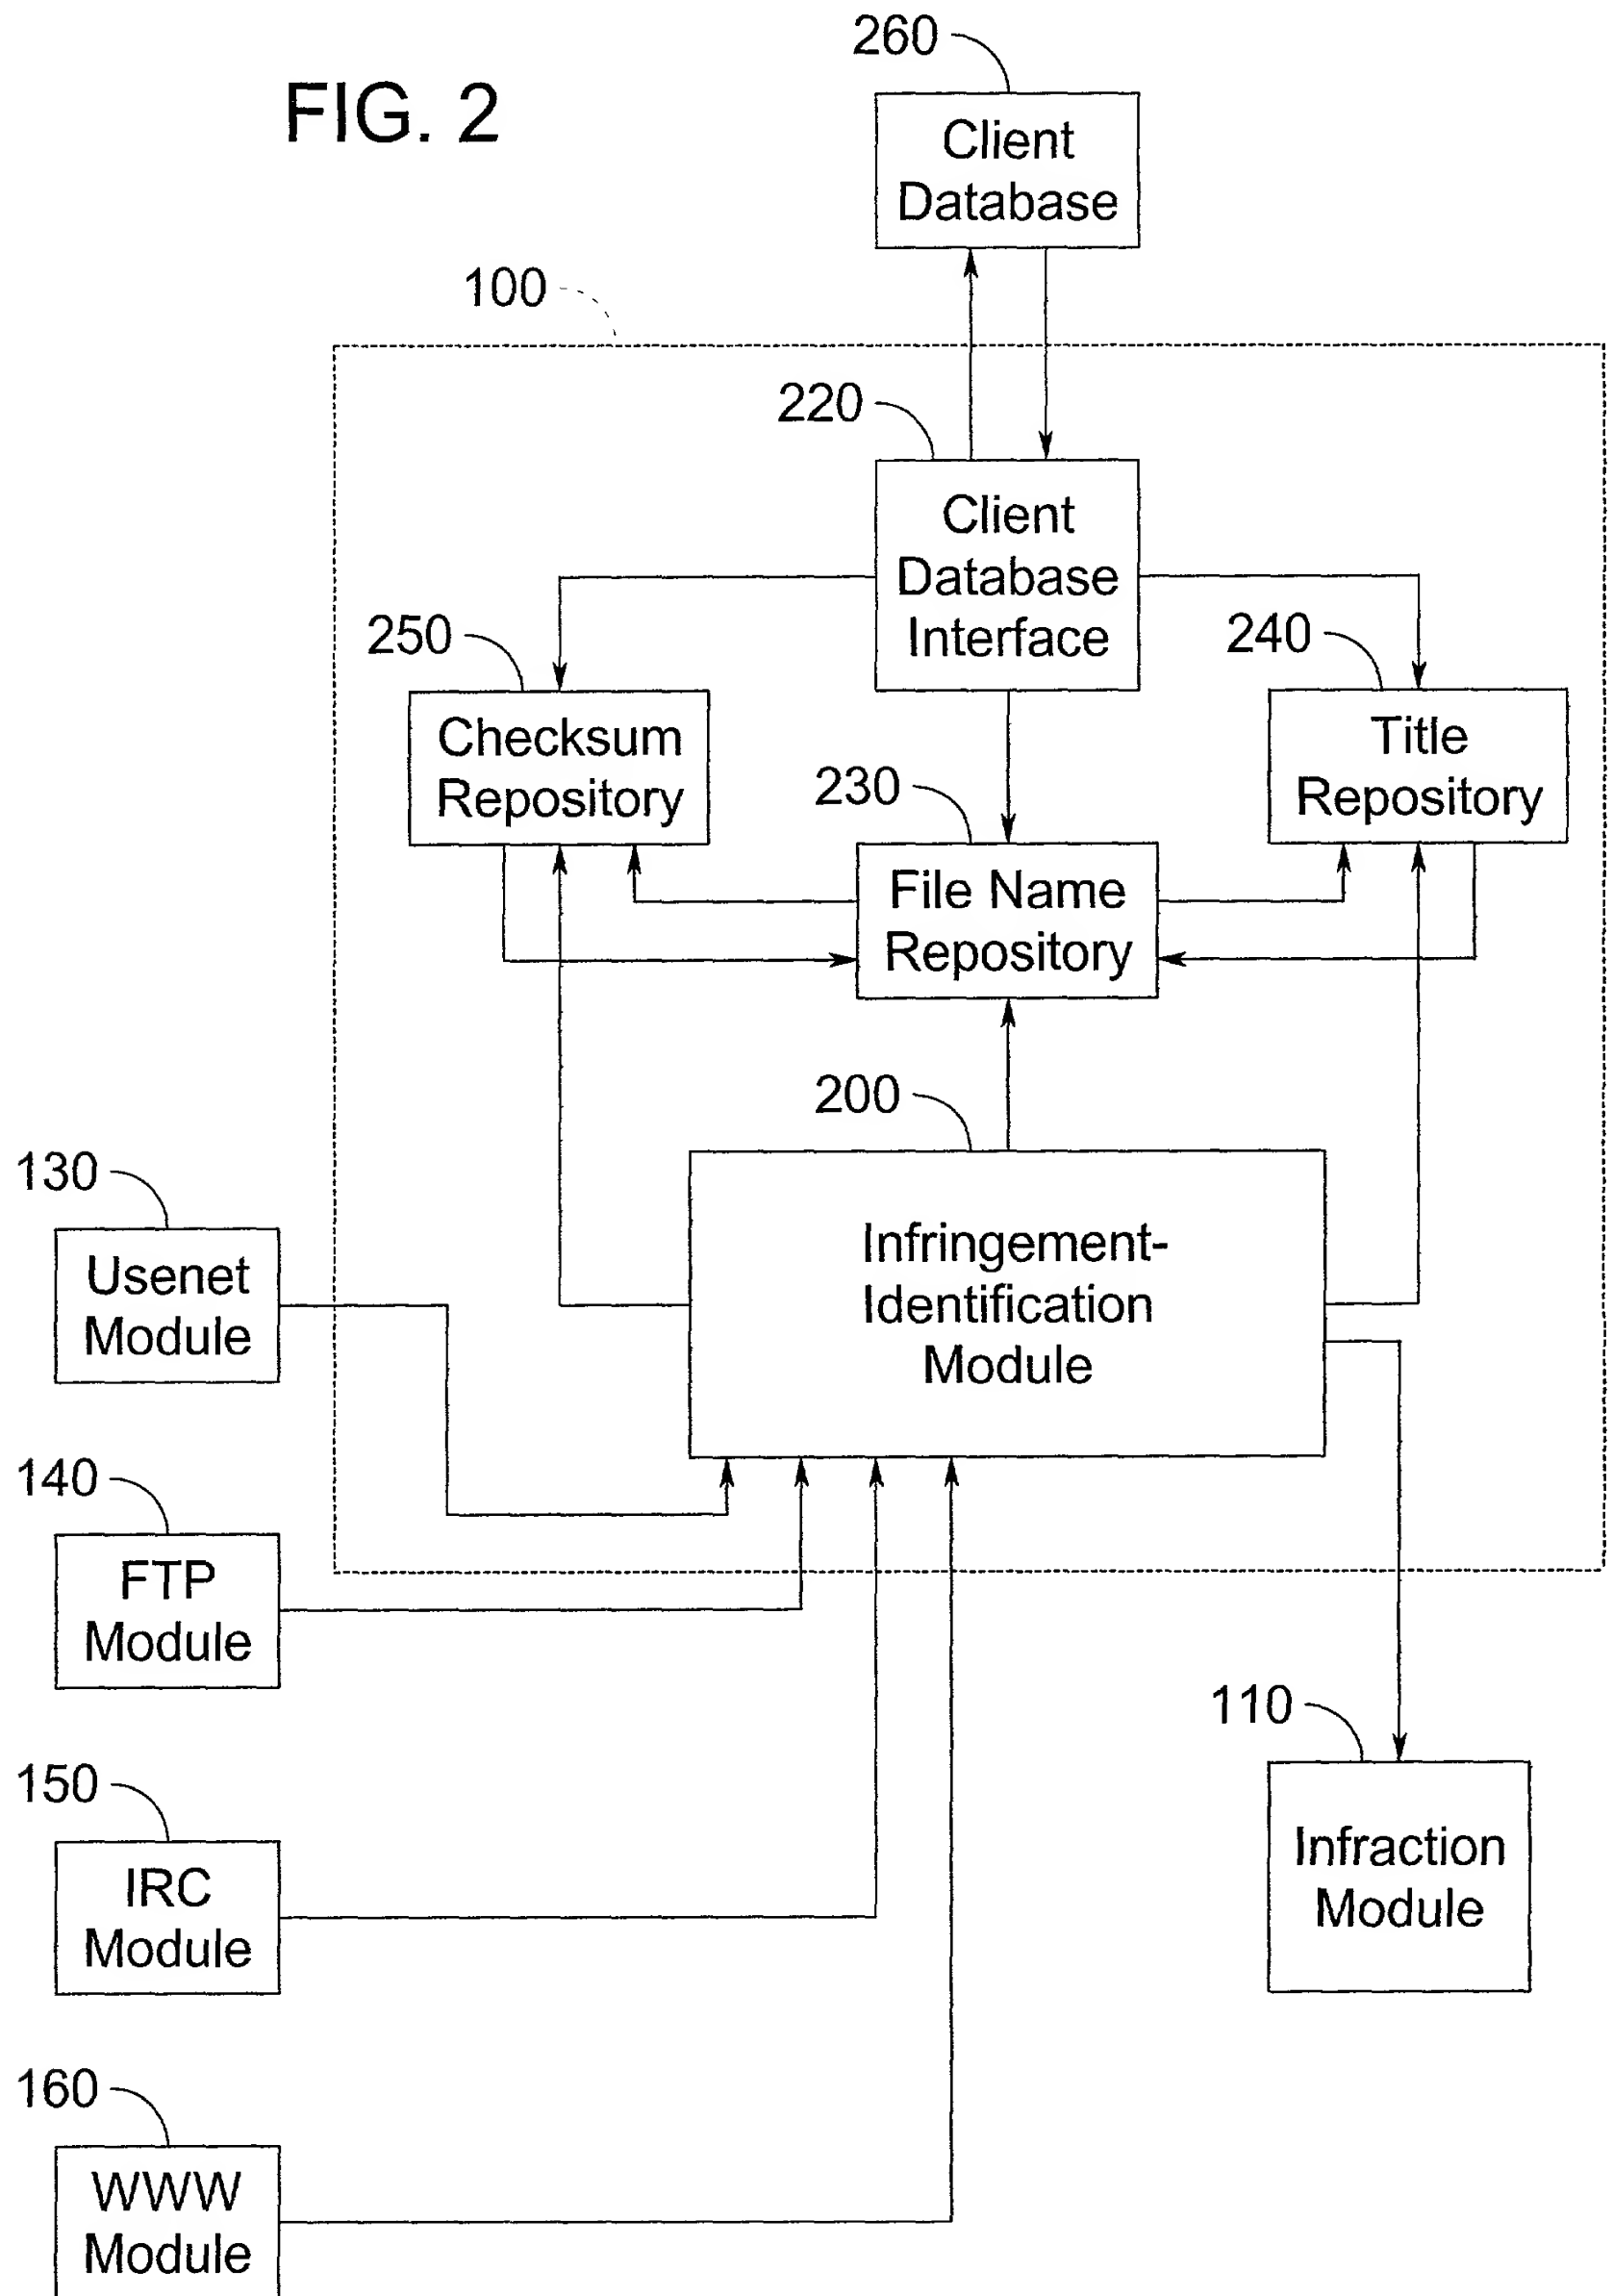 260
FIG. 2
Client
Database
100
220
Client
Database
Interface
250
240
Checksum
Repository
Title
Repository
230
File Name
Repository
200
130
Infringement-
Identification
Module
Usenet
Module
140
FTP
Module
110
150
Infraction
Module
IRC
Module
160
WWW
Module